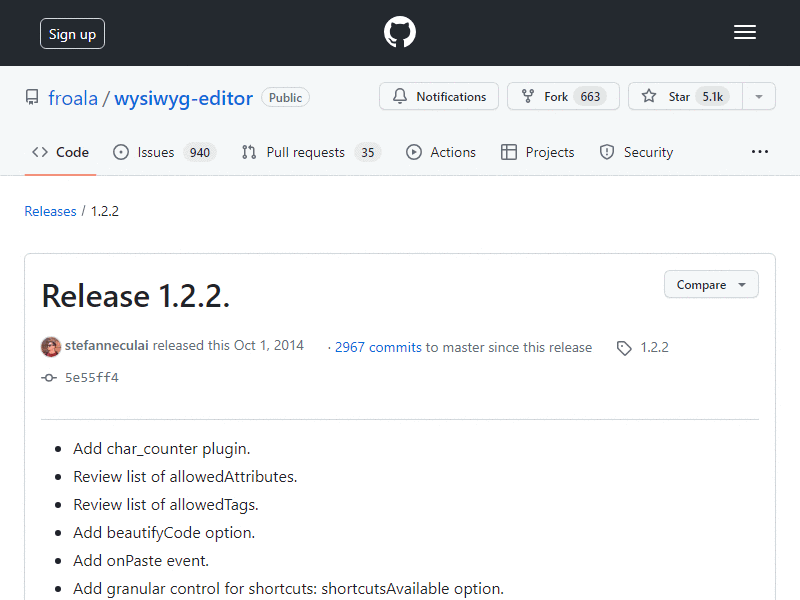 Sign up
froala / wysiwyg-editor Public Notifications Fork 663 Star 5.1k
Code Issues 940 Pull requests 35 Actions Projects Security
Releases / 1.2.2
Release 1.2.2. Compare
stefanneculai released this Oct 1, 2014 · 2967 commits to master since this release 1.2.2
5e55ff4
Add char_counter plugin.
Review list of allowedAttributes.
Review list of allowedTags.
Add beautifyCode option.
Add onPaste event.
Add granular control for shortcuts: shortcutsAvailable option.